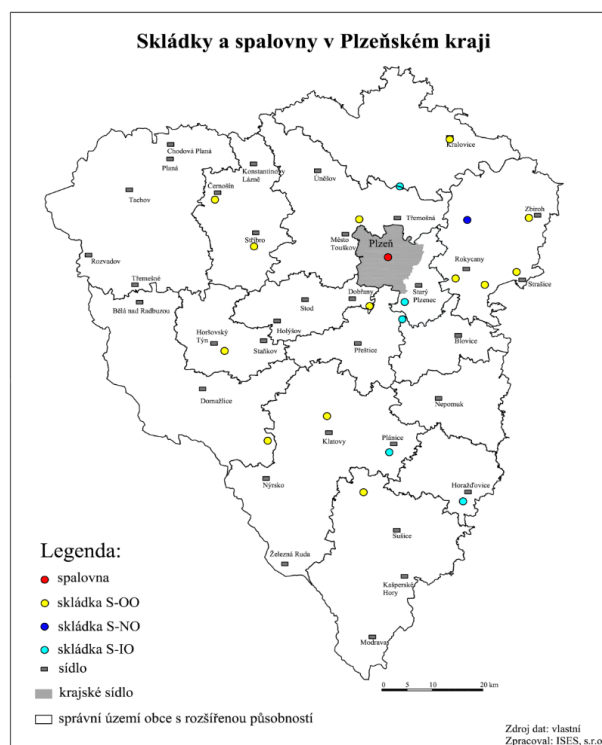 Skládky a spalovny v Plzeňském kraji
Kralovice
Chodová Planá
Planá
Konstantinovy
Lázně
Úněšov
Černošín
Tachov
Zbiroh
Třemošná
Město
Touškov
Plzeň
Stříbro
Rozvadov
Rokycany
Strašice
Třemešné
Starý
Plzenec
Dobřany
Bělá nad Radbuzou
Stod
Holýšov
Horšovský
Týn
Staňkov
Přeštice
Blovice
Domažlice
Nepomuk
Klatovy
Plánice
Nýrsko
Horažďovice
Sušice
Železná Ruda
Kašperské
Hory
Modrava
Legenda:
spalovna
skládka S-OO
skládka S-NO
skládka S-IO
sídlo
krajské sídlo
správní území obce s rozšířenou působností
0 5 10 20 km
Zdroj dat: vlastní
Zpracoval: ISES, s.r.o